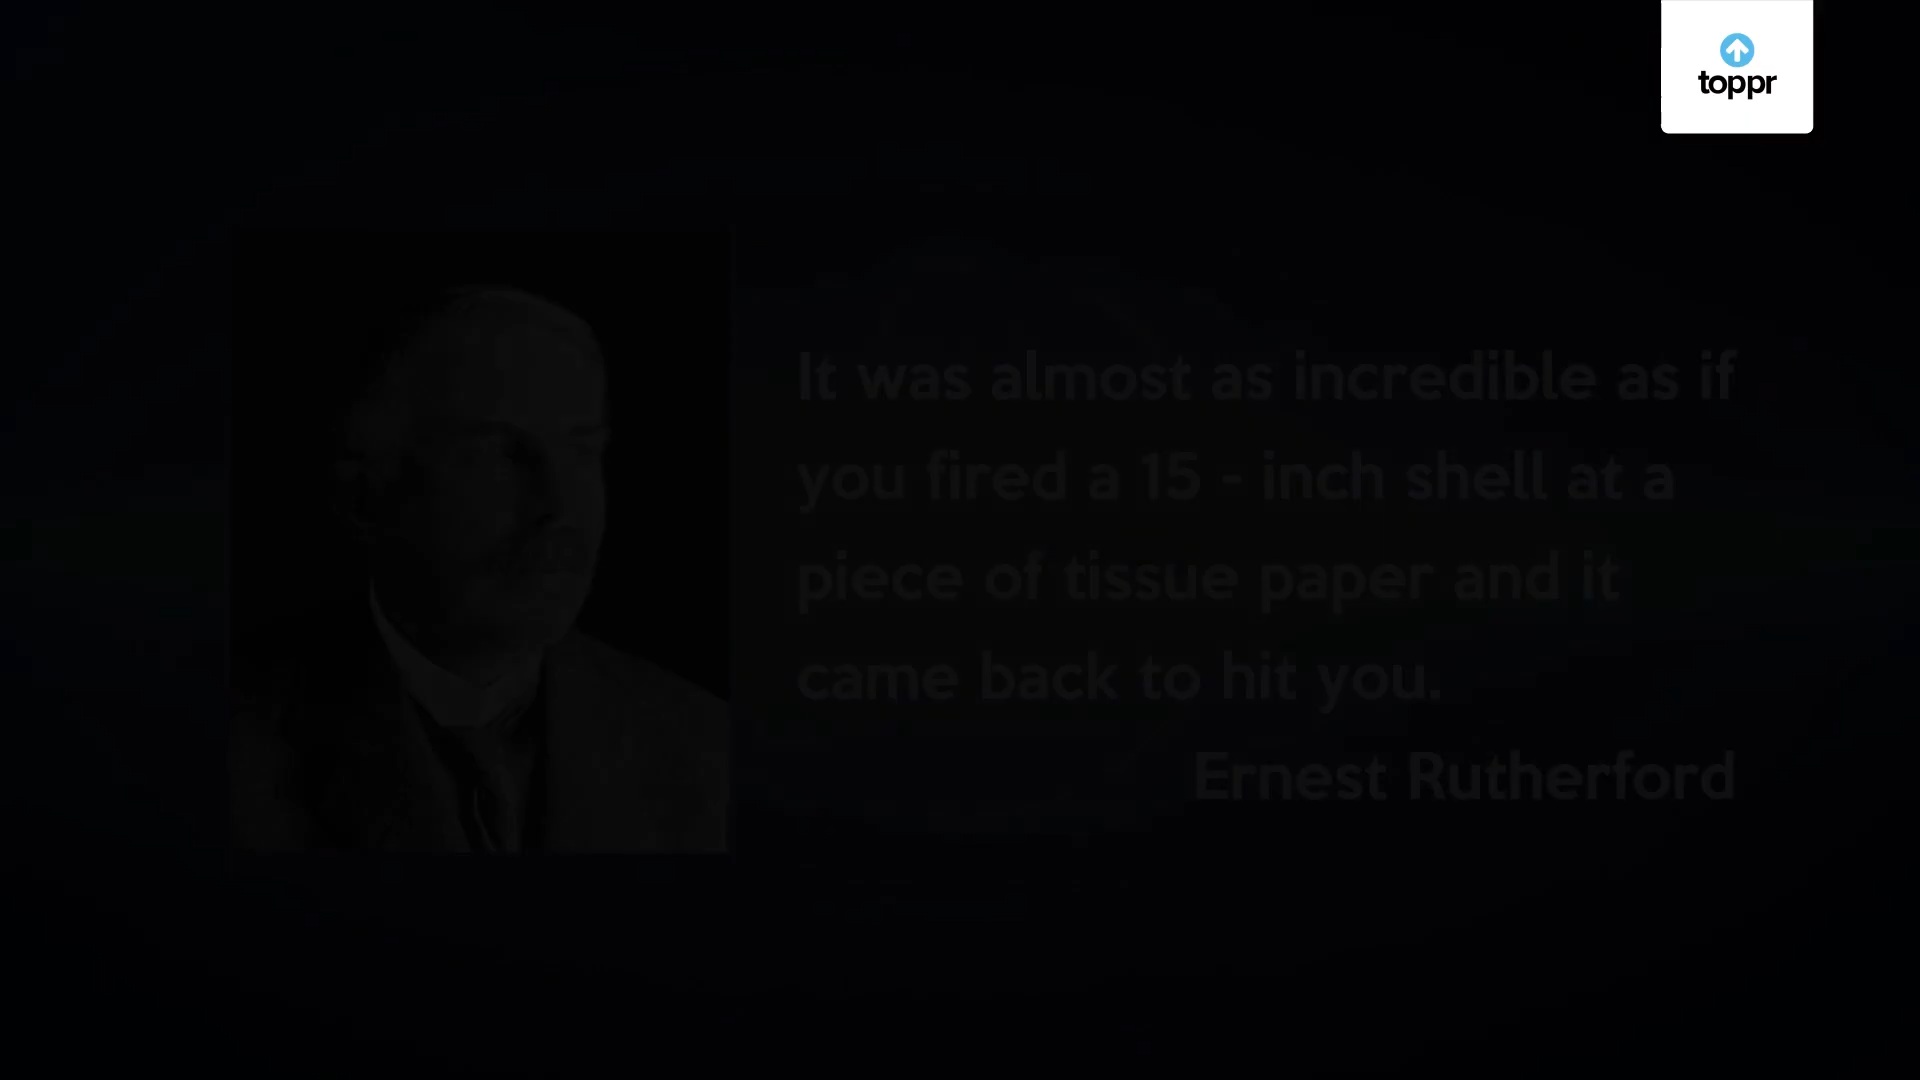 toppr
It was almost as incredible as if
you fired a 15 - inch shell at a
piece of tissue paper and it
came back to hit you.
Ernest Rutherford